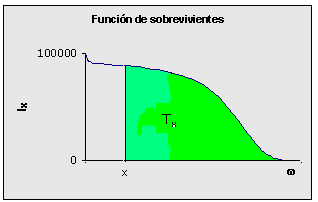 Función de sobrevivientes
100000
lx
Tx
0
x
ω